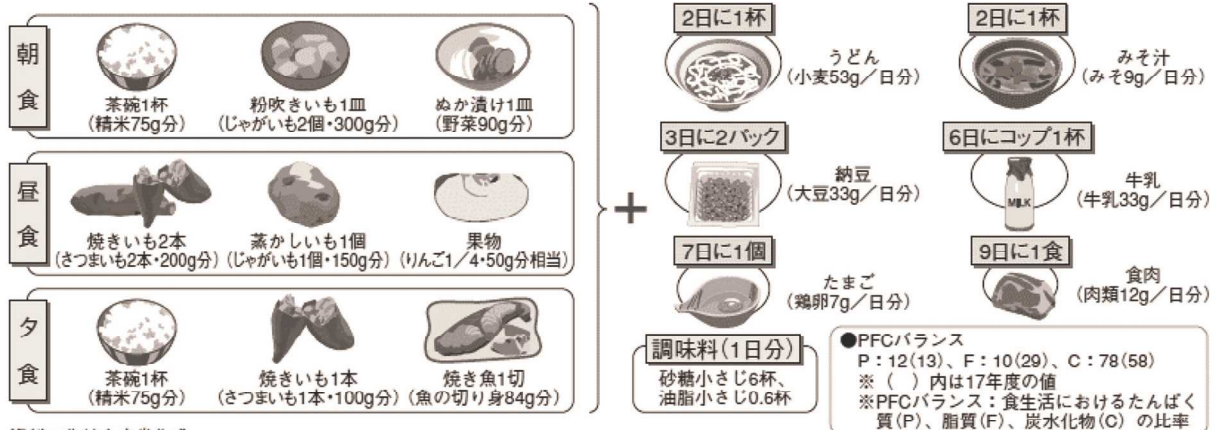 朝食
茶碗1杯
(精米75g分)
粉吹きいも1皿
(じゃがいも2個・300g分)
ぬか漬け1皿
(野菜90g分)
昼食
焼きいも2本
(さつまいも2本・200g分)
蒸かしいも1個
(じゃがいも1個・150g分)
果物
(りんご1/4・50g分相当)
夕食
茶碗1杯
(精米75g分)
焼きいも1本
(さつまいも1本・100g分)
焼き魚1切
(魚の切り身84g分)
+
2日に1杯
うどん
(小麦53g/日分)
2日に1杯
みそ汁
(みそ9g/日分)
3日に2パック
納豆
(大豆33g/日分)
6日にコップ1杯
MILK
牛乳
(牛乳33g/日分)
7日に1個
たまご
(鶏卵7g/日分)
9日に1食
食肉
(肉類12g/日分)
調味料(1日分)
砂糖小さじ6杯、
油脂小さじ0.6杯
●PFCバランス
P:12(13)、F:10(29)、C:78(58)
※( )内は17年度の値
※PFCバランス:食生活におけるたんぱく
質(P)、脂質(F)、炭水化物(C)の比率